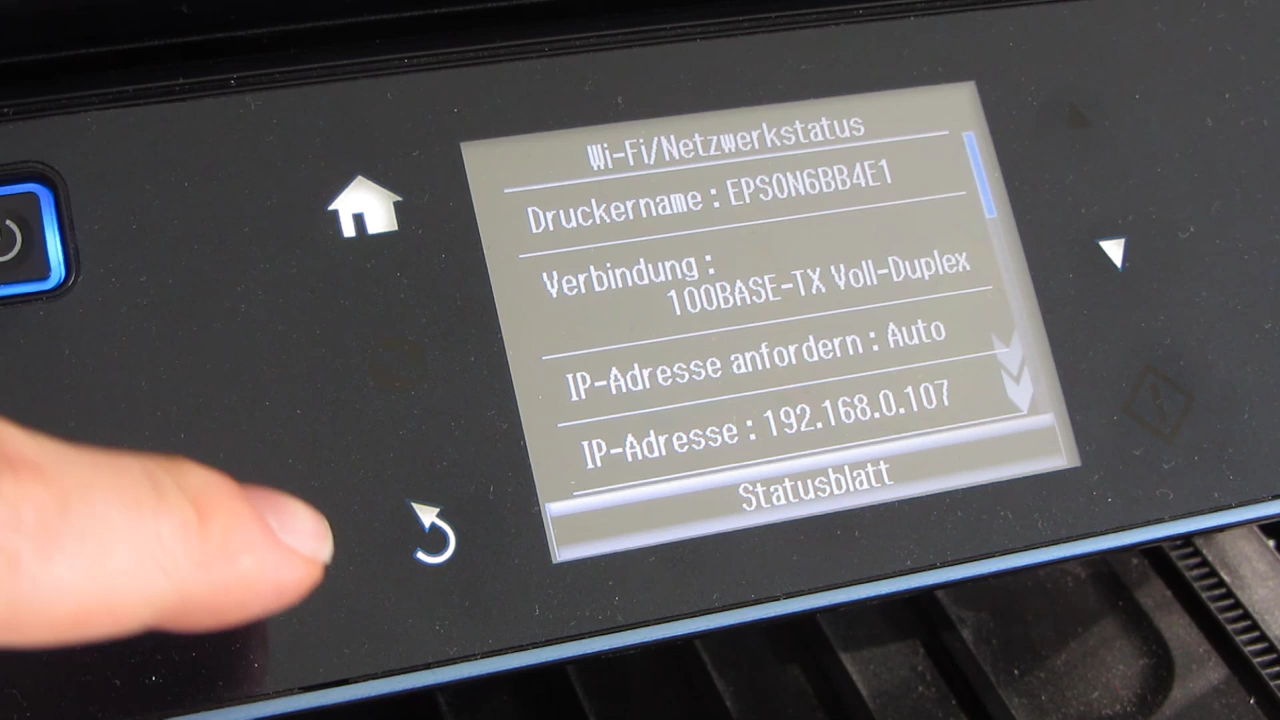 Wi-Fi/Netzwerkstatus
Druckername : EPSON6BB4E1
Verbindung :
100BASE-TX Voll-Duplex
IP-Adresse anfordern : Auto
IP-Adresse : 192.168.0.107
Statusblatt